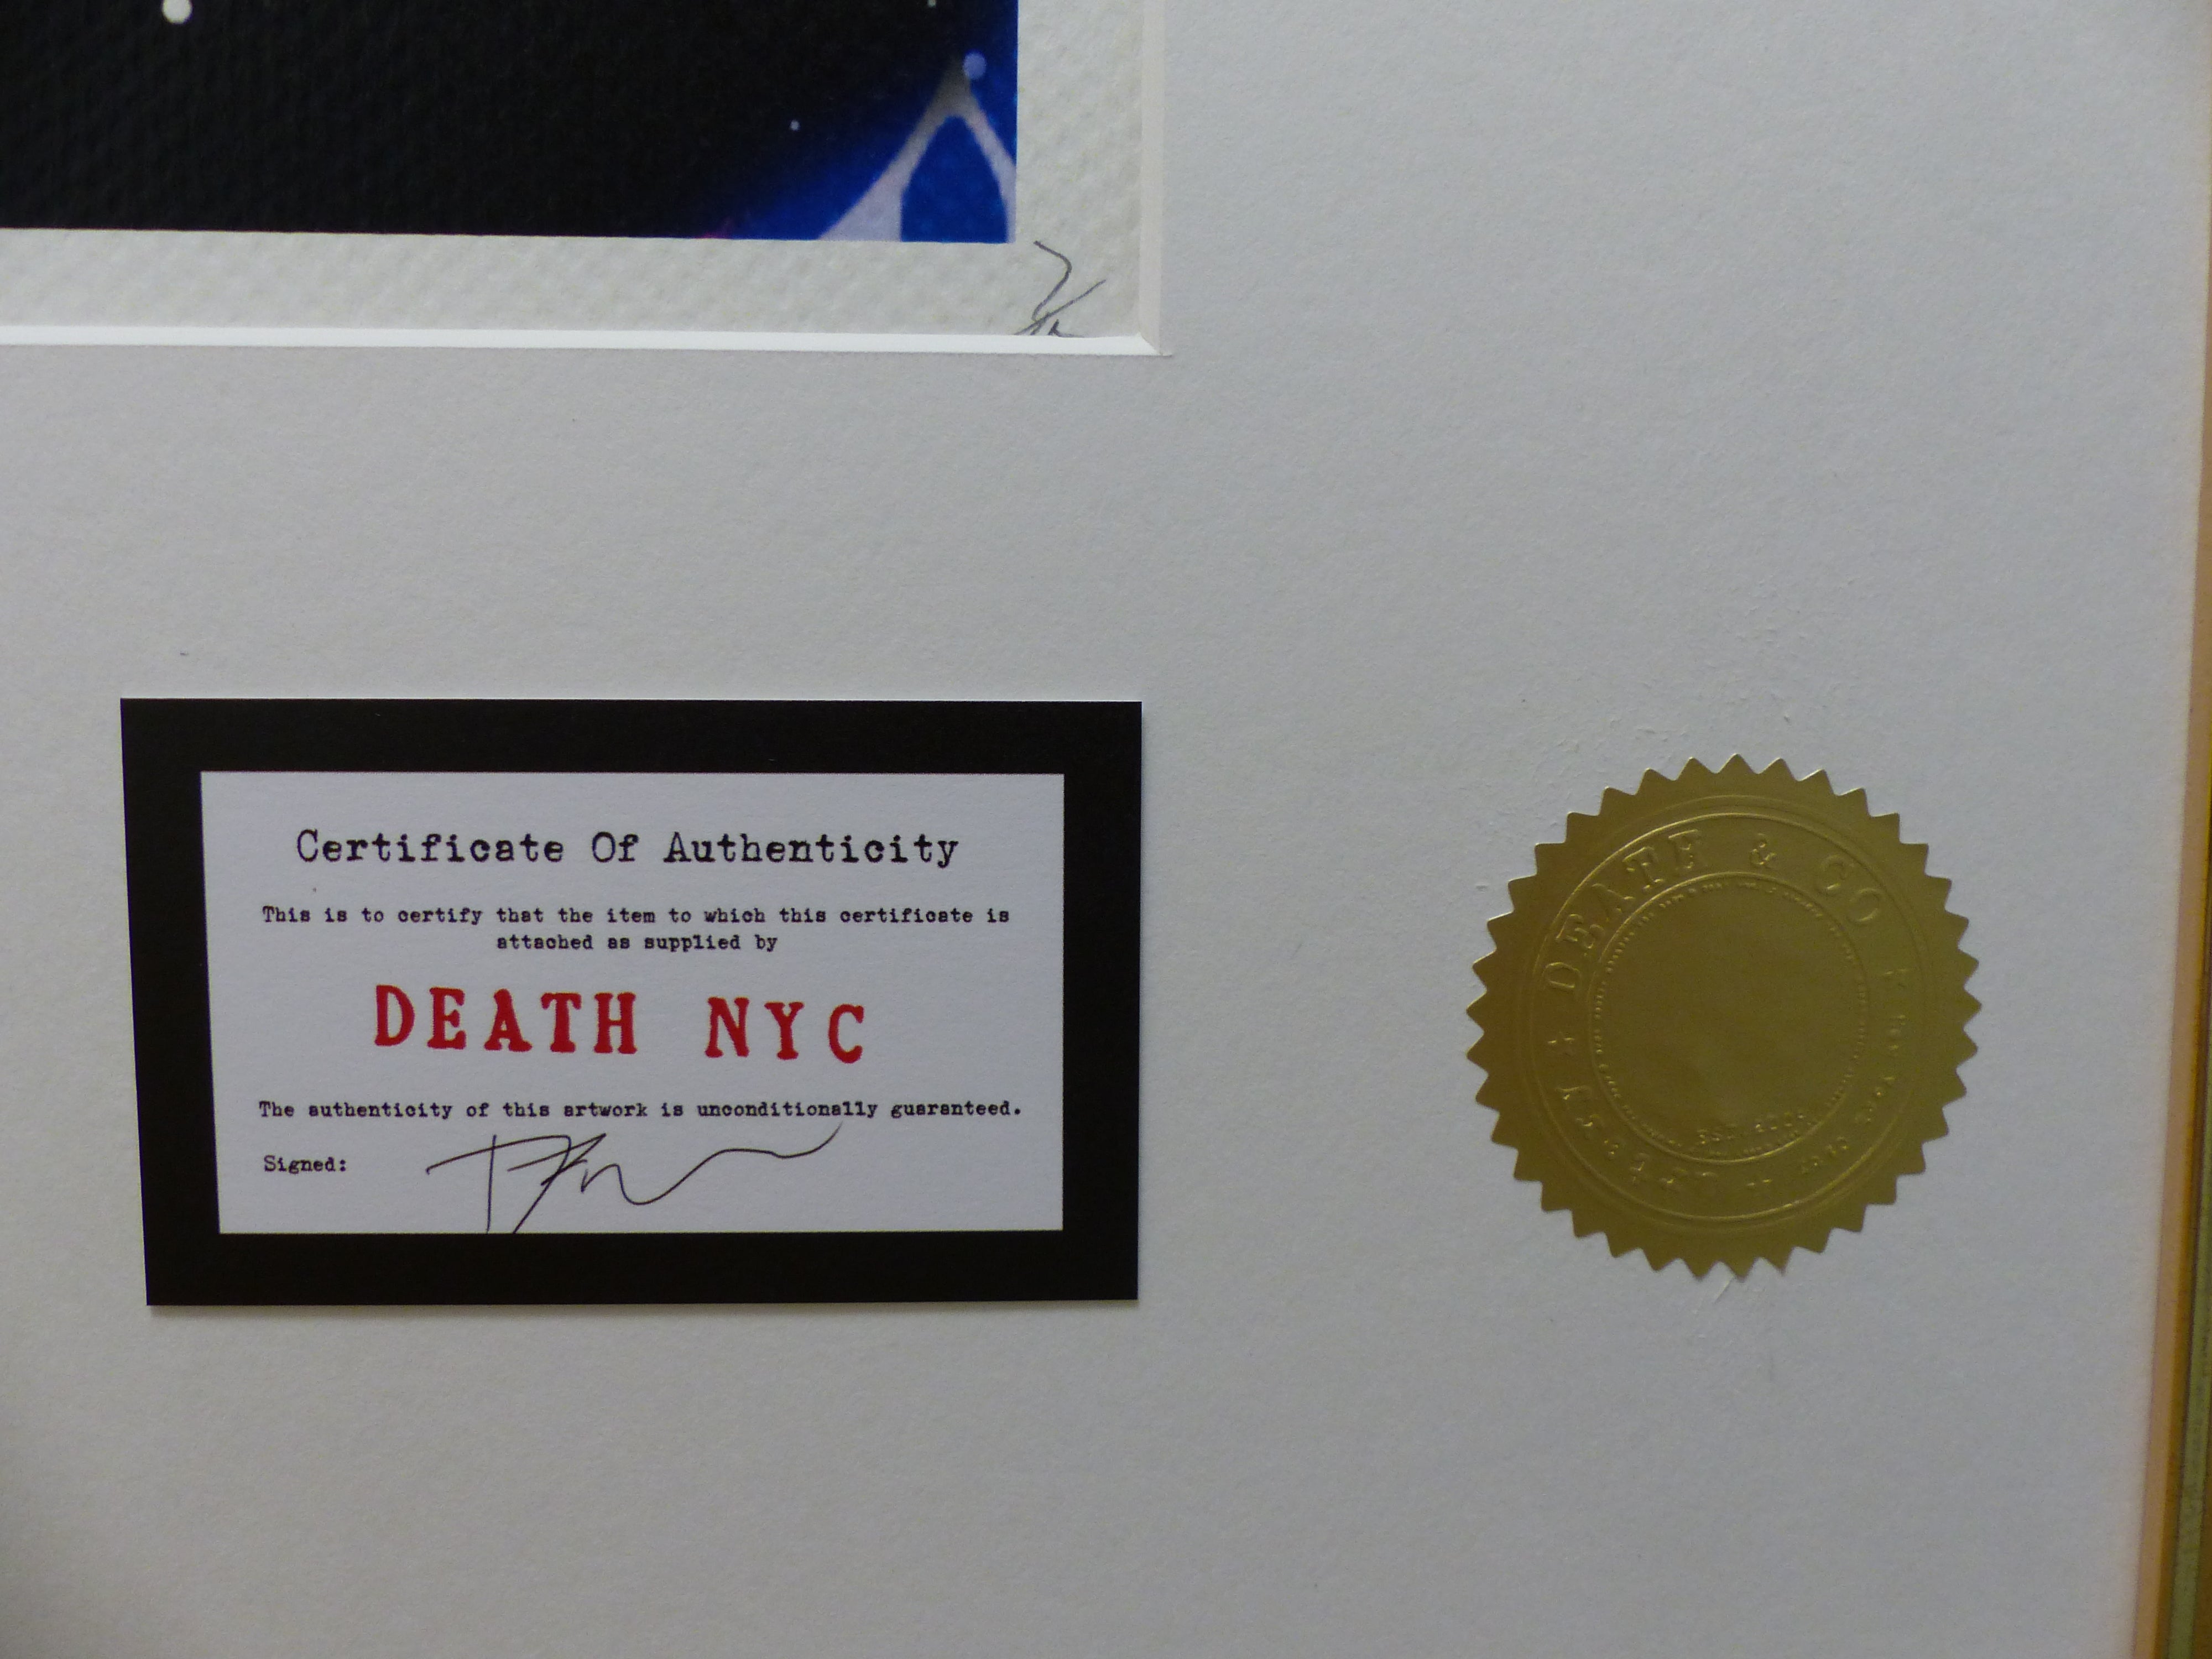 Certificate Of Authenticity
This is to certify that the item to which this certificate is
attached as supplied by
DEATH NYC
The authenticity of this artwork is unconditionally guaranteed.
Signed:
DEATH & CO